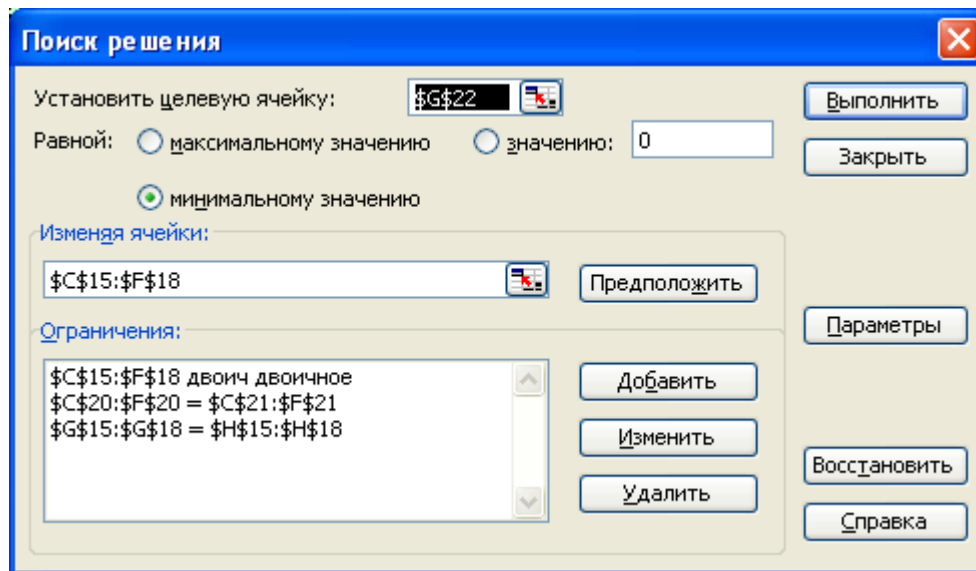 Поиск решения
Установить целевую ячейку: $G$22
Выполнить
Равной: максимальному значению значению: 0
Закрыть
минимальному значению
Изменяя ячейки:
$C$15:$F$18
Предположить
Ограничения:
Параметры
$C$15:$F$18 двоич двоичное
$C$20:$F$20 = $C$21:$F$21
$G$15:$G$18 = $H$15:$H$18
Добавить
Изменить
Удалить
Восстановить
Справка